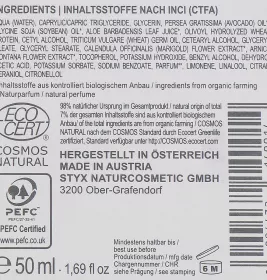 INGREDIENTS | INHALTSSTOFFE NACH INCI (CTFA)
AQUA (WATER), CAPRYLIC/CAPRIC TRIGLYCERIDE, GLYCERIN, PERSEA GRATISSIMA (AVOCADO) OIL
GLYCINE SOJA (SOYBEAN) OIL, ALOE BARBADENSIS LEAF JUICE, OLIVOYL HYDROLYZED WHEAT
PROTEIN, CETYL ALCOHOL, TRITICUM VULGARE (WHEAT) GERM OIL, CETEARYL ALCOHOL, GLYCERYL
OLEATE, GLYCERYL STEARATE, CALENDULA OFFICINALIS (MARIGOLD) FLOWER EXTRACT*, ARNICA
MONTANA FLOWER EXTRACT*, TOCOPHEROL, POTASSIUM HYDROXIDE, BENZYL ALCOHOL, DEHYDRO
ACETIC ACID, POTASSIUM SORBATE, SODIUM BENZOATE, PARFUM°, LIMONENE, LINALOOL, CITRAL
GERANIOL, CITRONELLOL
Inhaltsstoffe aus kontrolliert biologischem Anbau / ingredients from organic farming
Naturparfum / natural perfume
ECO
CERT
COSMOS
NATURAL
98% natürlicher Ursprung im Gesamtprodukt / natural origin of total
7% der gesamten Inhaltsstoffe sind aus kontrolliert biologischem
Anbau/ of the total ingredients are from organic farming / COSMOS
NATURAL nach dem COSMOS Standard durch Ecocert Greenlife
zertifiziert. Standard verfügbar unter http://COSMOS.ecocert.com
HERGESTELLT IN ÖSTERREICH
MADE IN AUSTRIA
STYX NATURCOSMETIC GMBH
3200 Ober-Grafendorf
PEFC™
PEFC Certified
www.pefc.co.uk
Mindestens haltbar bis /
best use before
Produktionsdatum / mfg date
Chargennummer / CHR
siehe Prägung / see stamping
6 M
e 50 ml - 1,69 fl oz